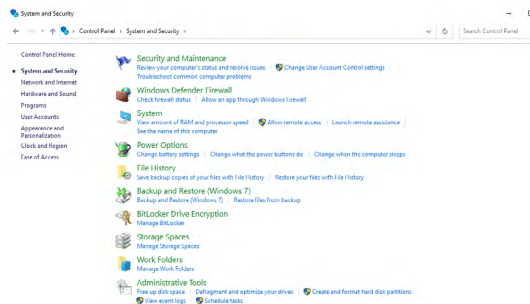 System and Security
Control Panel > System and Security >
Search Control Panel
Control Panel Home
System and Security
Network and Internet
Hardware and Sound
Programs
User Accounts
Appearance and
Personalization
Clock and Region
Ease of Access
Security and Maintenance
Review your computer's status and resolve issues | Change User Account Control settings
Troubleshoot common computer problems
Windows Defender Firewall
Check firewall status | Allow an app through Windows Firewall
System
View amount of RAM and processor speed | Allow remote access | Launch remote assistance
See the name of this computer
Power Options
Change battery settings | Change what the power buttons do | Change when the computer sleeps
File History
Save backup copies of your files with File History | Restore your files with File History
Backup and Restore (Windows 7)
Backup and Restore (Windows 7) | Restore files from backup
BitLocker Drive Encryption
Manage BitLocker
Storage Spaces
Manage Storage Spaces
Work Folders
Manage Work Folders
Administrative Tools
Free up disk space | Defragment and optimize your drives | Create and format hard disk partitions
View event logs | Schedule tasks